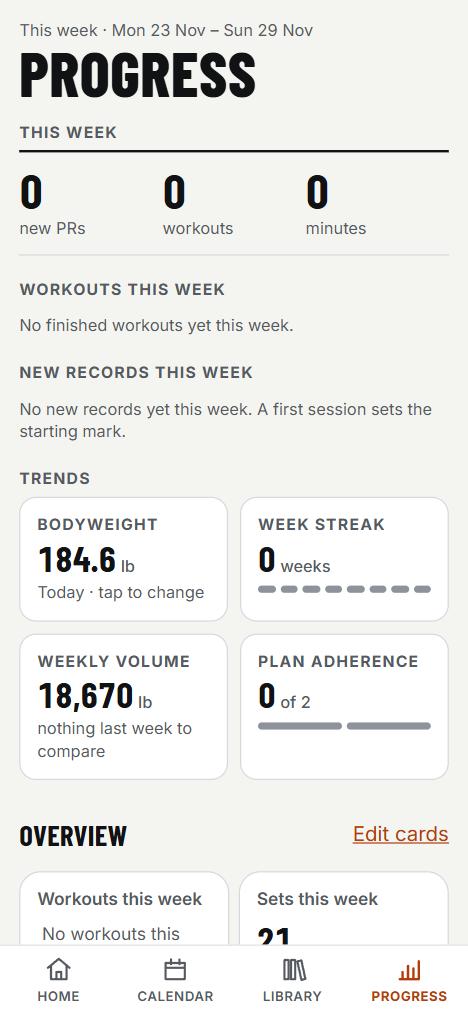 This week · Mon 23 Nov – Sun 29 Nov
PROGRESS
THIS WEEK
0 0 0
new PRs workouts minutes
WORKOUTS THIS WEEK
No finished workouts yet this week.
NEW RECORDS THIS WEEK
No new records yet this week. A first session sets the
starting mark.
TRENDS
BODYWEIGHT
184.6 lb
Today · tap to change
WEEK STREAK
0 weeks
WEEKLY VOLUME
18,670 lb
nothing last week to
compare
PLAN ADHERENCE
0 of 2
OVERVIEW
Edit cards
Workouts this week
No workouts this
Sets this week
21
HOME CALENDAR LIBRARY PROGRESS